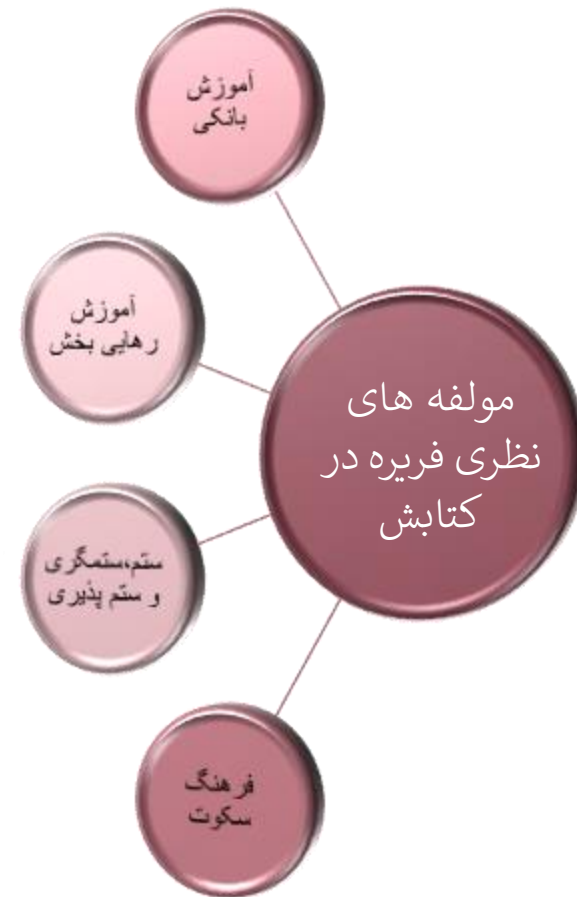 مولفه های
نظری فریره در
کتابش
آموزش
بانکی
آموزش
رهایی بخش
ستم،ستمگری
و ستم پذیری
فرهنگ
سکوت